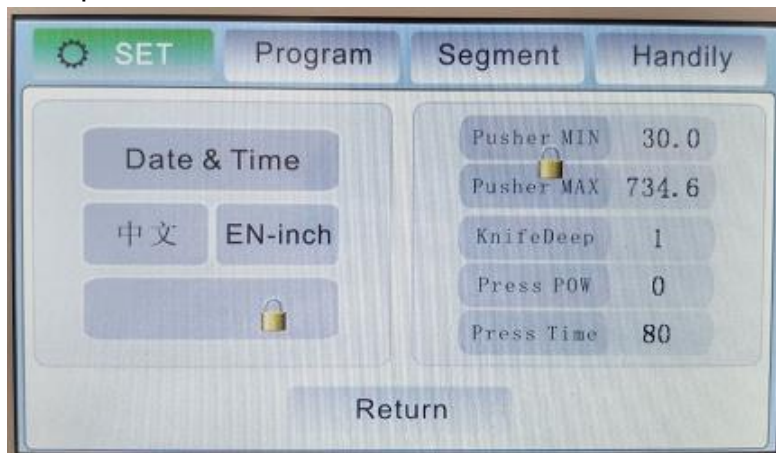 SET Program Segment Handily
Date & Time
中文 EN-inch
Pusher MIN 30.0
Pusher MAX 734.6
KnifeDeep 1
Press POW 0
Press Time 80
Return